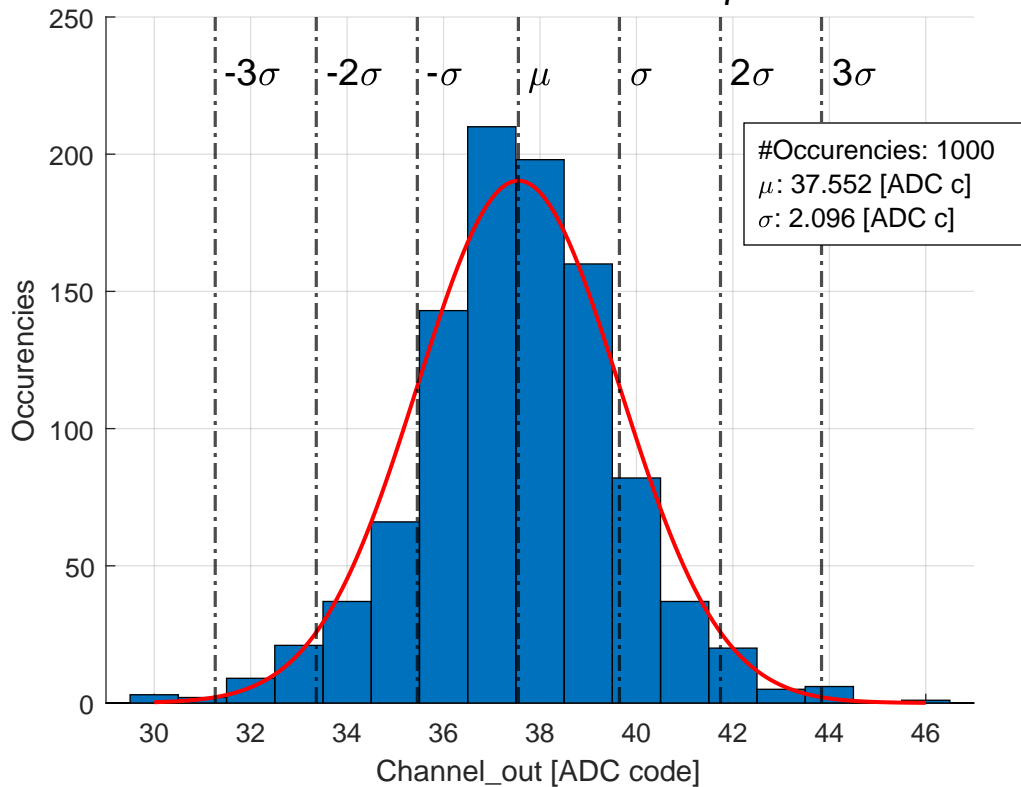 250
200
150
100
50
0
Occurencies
-3σ -2σ -σ μ σ 2σ 3σ
#Occurencies: 1000
μ: 37.552 [ADC c]
σ: 2.096 [ADC c]
30 32 34 36 38 40 42 44 46
Channel_out [ADC code]